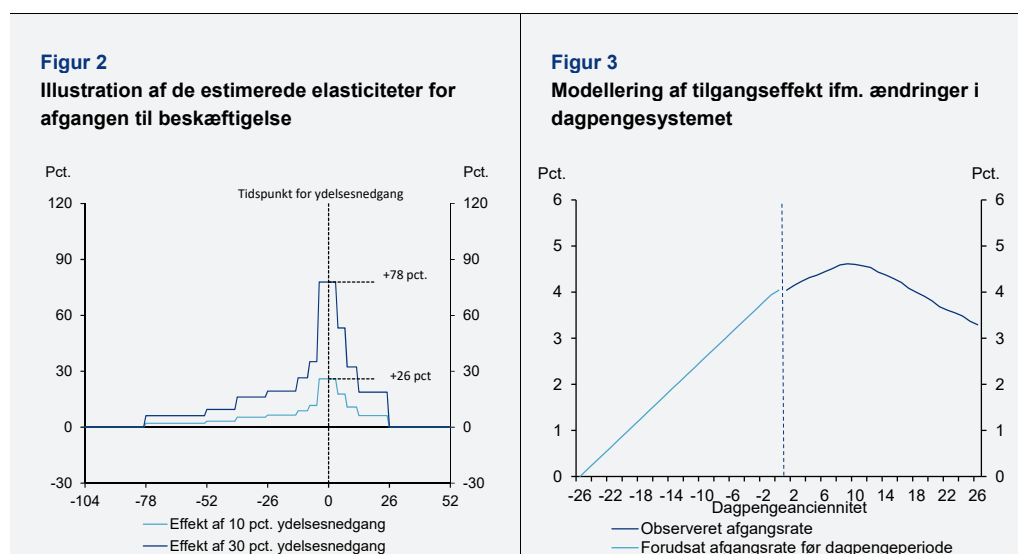 Figur 2
Illustration af de estimerede elasticiteter for
afgangen til beskæftigelse
Pct.
Pct.
Tidspunkt for ydelsesnedgang
120
120
90
90
+78 pct.
60
60
30
30
+26 pct
0
0
-30
-30
-104 -78 -52 -26 0 26 52
Effekt af 10 pct. ydelsesnedgang
Effekt af 30 pct. ydelsesnedgang
Figur 3
Modellering af tilgangseffekt ifm. ændringer i
dagpengesystemet
Pct.
Pct.
6
6
5
5
4
4
3
3
2
2
1
1
0
0
-26 -22 -18 -14 -10 -6 -2 2 6 10 14 18 22 26
Dagpengeanciennitet
Observeret afgangsrate
Forudsat afgangsrate før dagpengeperiode